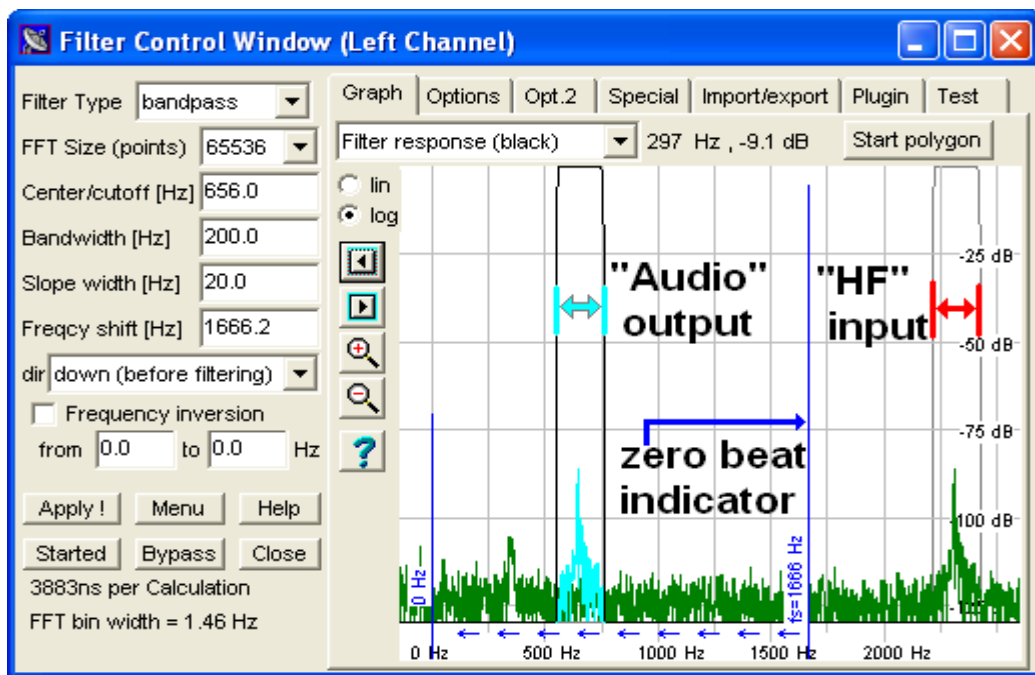 Filter Control Window (Left Channel)
Filter Type bandpass
FFT Size (points) 65536
Center/cutoff [Hz] 656.0
Bandwidth [Hz] 200.0
Slope width [Hz] 20.0
Freqcy shift [Hz] 1666.2
dir down (before filtering)
Frequency inversion
from 0.0 to 0.0 Hz
Apply ! Menu Help
Started Bypass Close
3883ns per Calculation
FFT bin width = 1.46 Hz
Graph Options Opt.2 Special Import/export Plugin Test
Filter response (black) 297 Hz , -9.1 dB Start polygon
lin
log
?
-25 dB
"Audio" output
"HF" input
-50 dB
-75 dB
zero beat indicator
-100 dB
0 Hz
fs=1666 Hz
0 Hz 500 Hz 1000 Hz 1500 Hz 2000 Hz